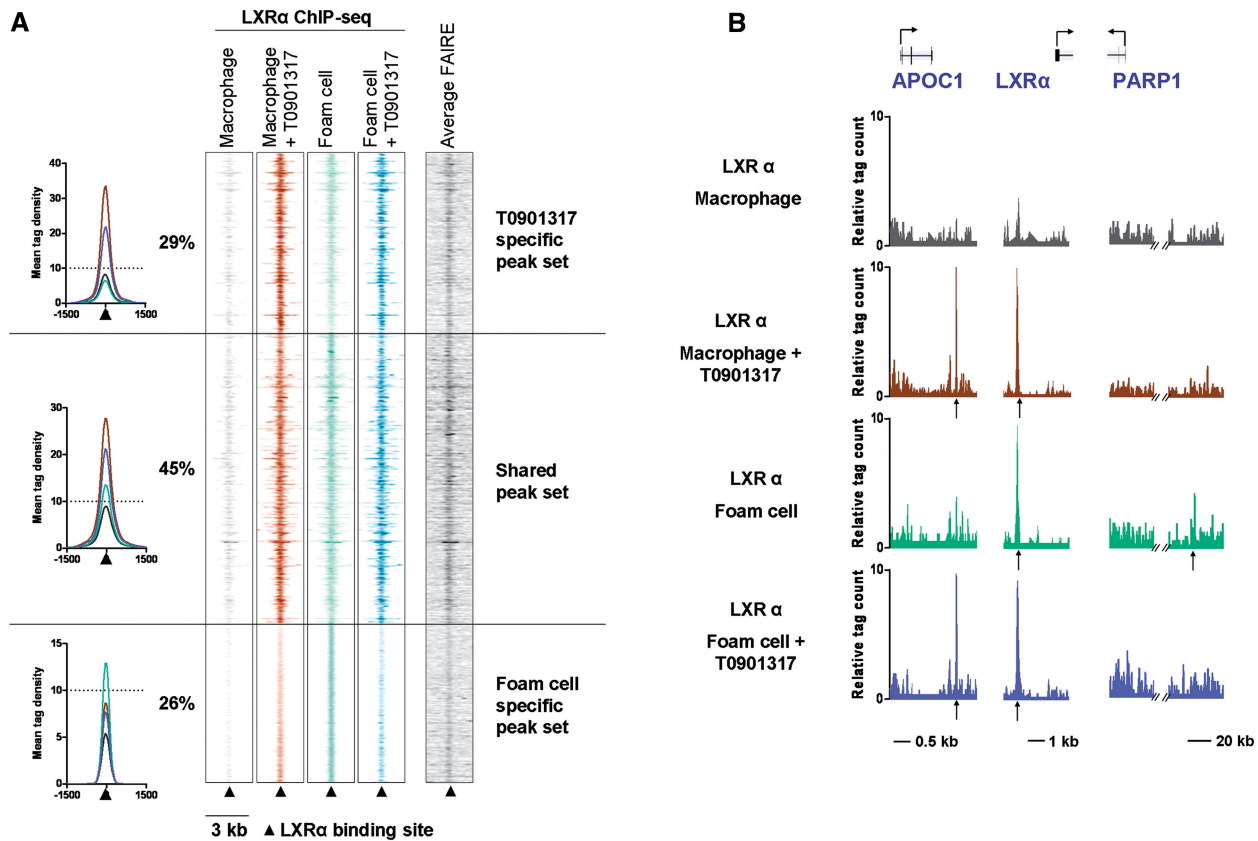 A
LXRα ChIP-seq
Macrophage
Macrophage
+ T0901317
Foam cell
Foam cell
+ T0901317
Average FAIRE
Mean tag density
40
30
20
10
0
-1500
1500
29%
T0901317
specific
peak set
Mean tag density
30
20
10
0
-1500
1500
45%
Shared
peak set
Mean tag density
15
10
5
0
-1500
1500
26%
Foam cell
specific
peak set
3 kb
▲ LXRα binding site
B
APOC1
LXRα
PARP1
LXR α
Macrophage
Relative tag count
10
0
LXR α
Macrophage +
T0901317
Relative tag count
10
0
LXR α
Foam cell
Relative tag count
10
0
LXR α
Foam cell +
T0901317
Relative tag count
10
0
0.5 kb
1 kb
20 kb